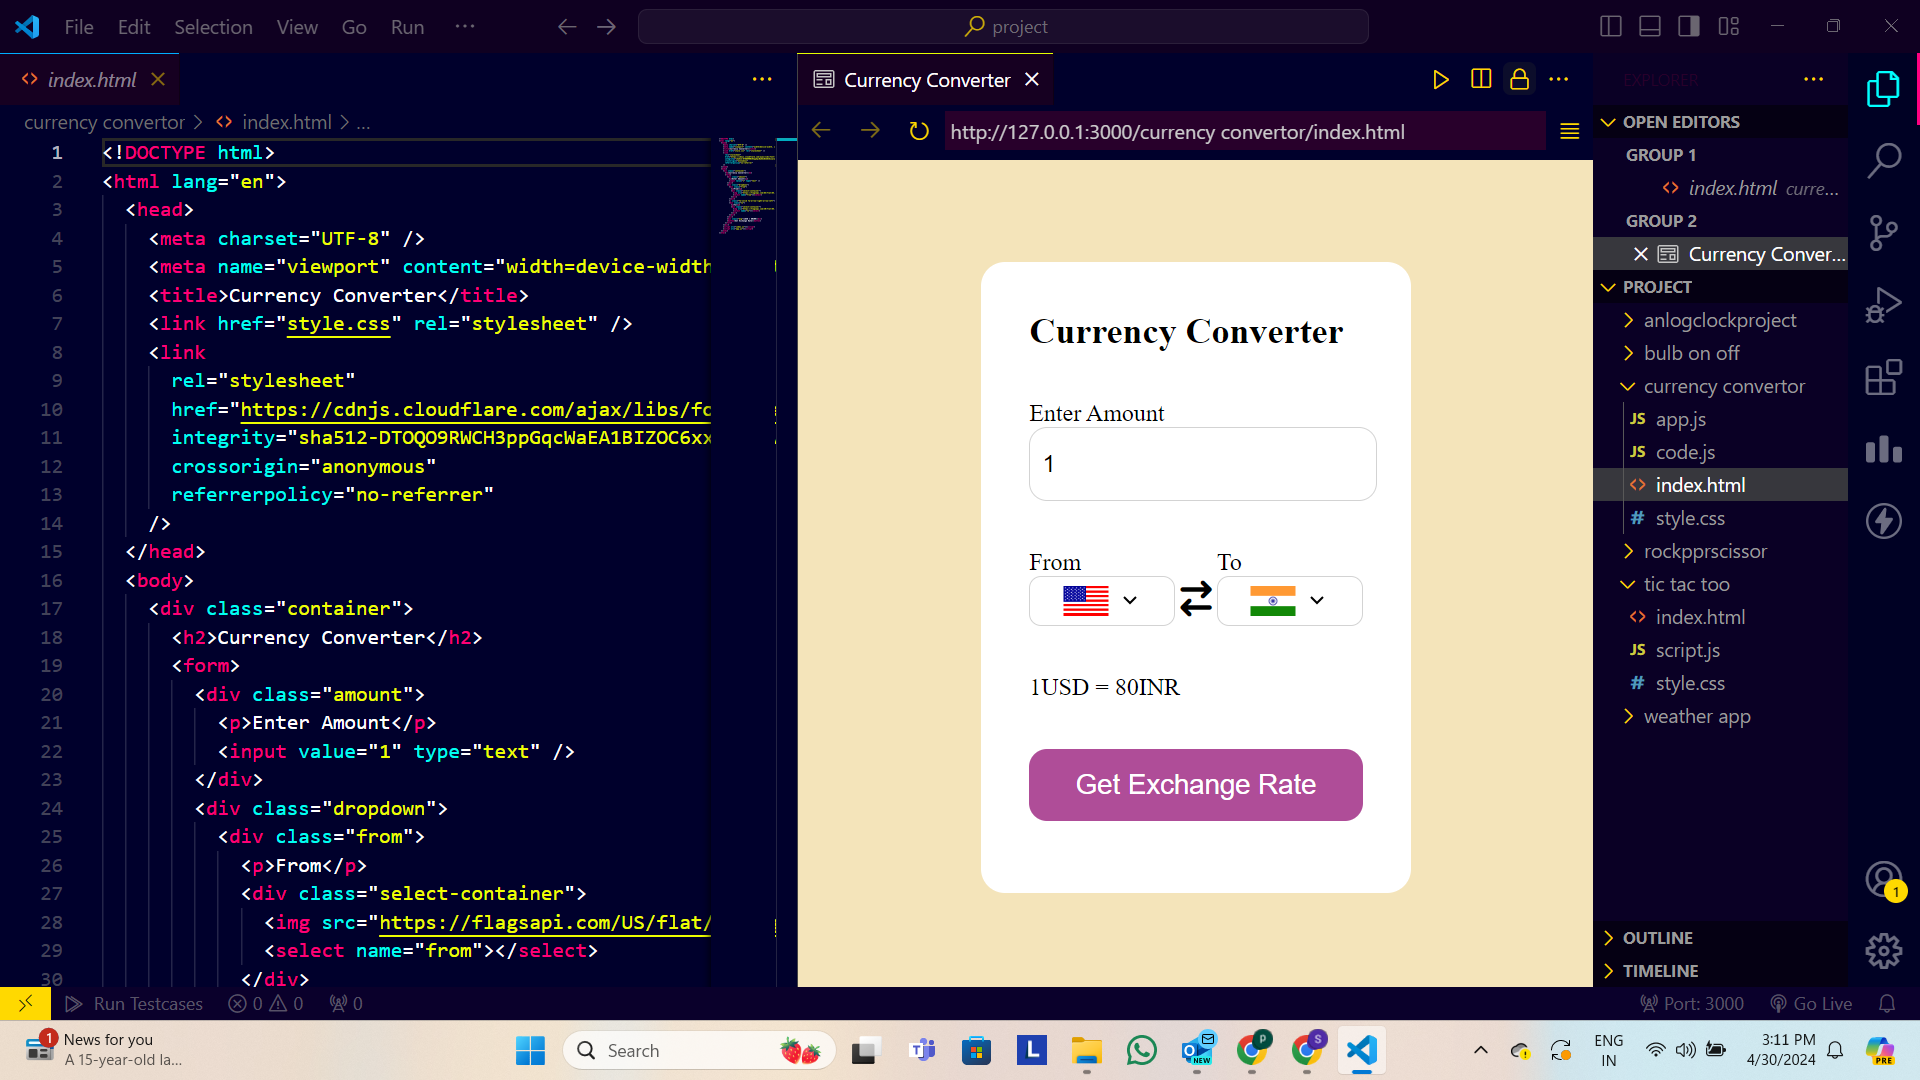 File Edit Selection View Go Run ··· project
index.html
currency convertor > index.html > ...
1 <!DOCTYPE html>
2 <html lang="en">
3 <head>
4 <meta charset="UTF-8" />
5 <meta name="viewport" content="width=device-width
6 <title>Currency Converter</title>
7 <link href="style.css" rel="stylesheet" />
8 <link
9 rel="stylesheet"
10 href="https://cdnjs.cloudflare.com/ajax/libs/fo
11 integrity="sha512-DTOQO9RWCH3ppGqcWaEA1BIZOC6xx
12 crossorigin="anonymous"
13 referrerpolicy="no-referrer"
14 />
15 </head>
16 <body>
17 <div class="container">
18 <h2>Currency Converter</h2>
19 <form>
20 <div class="amount">
21 <p>Enter Amount</p>
22 <input value="1" type="text" />
23 </div>
24 <div class="dropdown">
25 <div class="from">
26 <p>From</p>
27 <div class="select-container">
28 <img src="https://flagsapi.com/US/flat/
29 <select name="from"></select>
30 </div>
Currency Converter
http://127.0.0.1:3000/currency convertor/index.html
Currency Converter
Enter Amount
1
From To
1USD = 80INR
Get Exchange Rate
EXPLORER
OPEN EDITORS
GROUP 1
index.html curre...
GROUP 2
Currency Conver...
PROJECT
anlogclockproject
bulb on off
currency convertor
JS app.js
JS code.js
index.html
# style.css
rockpprscissor
tic tac too
index.html
JS script.js
# style.css
weather app
1
OUTLINE
TIMELINE
Run Testcases 0 0 0 Port: 3000 Go Live
1 News for you
A 15-year-old la...
Search
L
NEW
P
S
ENG
IN
3:11 PM
4/30/2024
PRE